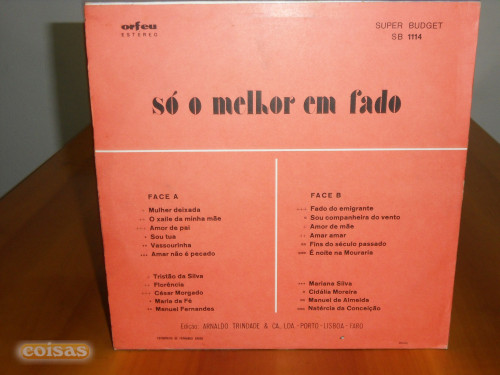 orfeu
ESTEREO
SUPER BUDGET
SB 1114
só o melhor em fado
FACE A
Mulher deixada
O zaile da minha mãe
Amor de pai
Sou tua
Vassourinha
Amar não é pecado
Tristão da Silva
Florência
César Morgado
Maria da Fé
Manuel Fernandes
FACE B
Fado do emigrante
Sou companheira do vento
Amor de mãe
Amar amar
Fins do século passado
É noite na Mouraria
Mariana Silva
Cidália Moreira
Manuel de Almeida
Natércia da Conceição
Edição: ARNALDO TRINDADE & CA, LDA - PORTO - LISBOA - FARO
coisas